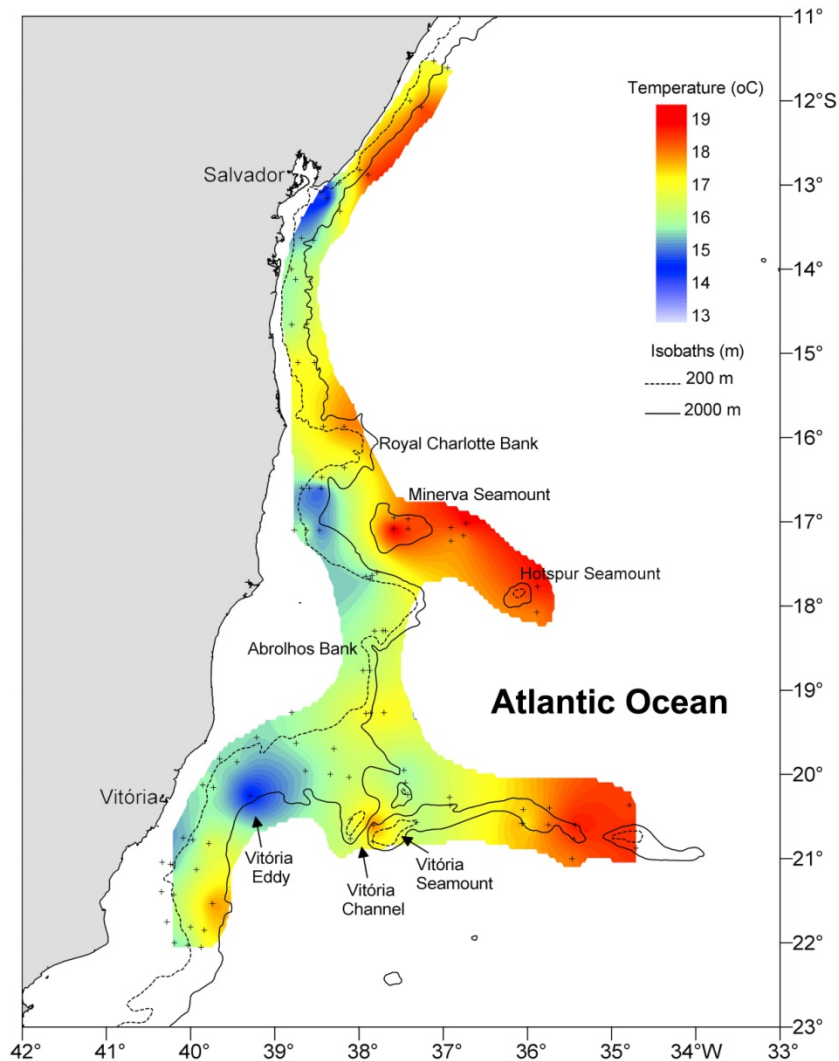 11°
Temperature (oC)
19
18
17
16
15
14
13
12°S
Salvador
13°
14°
Isobaths (m)
200 m
2000 m
15°
Royal Charlotte Bank
16°
Minerva Seamount
17°
Hotspur Seamount
18°
Abrolhos Bank
19°
Atlantic Ocean
20°
Vitória
Vitória
Eddy
Vitória
Channel
Vitória
Seamount
21°
22°
23°
42° 41° 40° 39° 38° 37° 36° 35° 34°W 33°